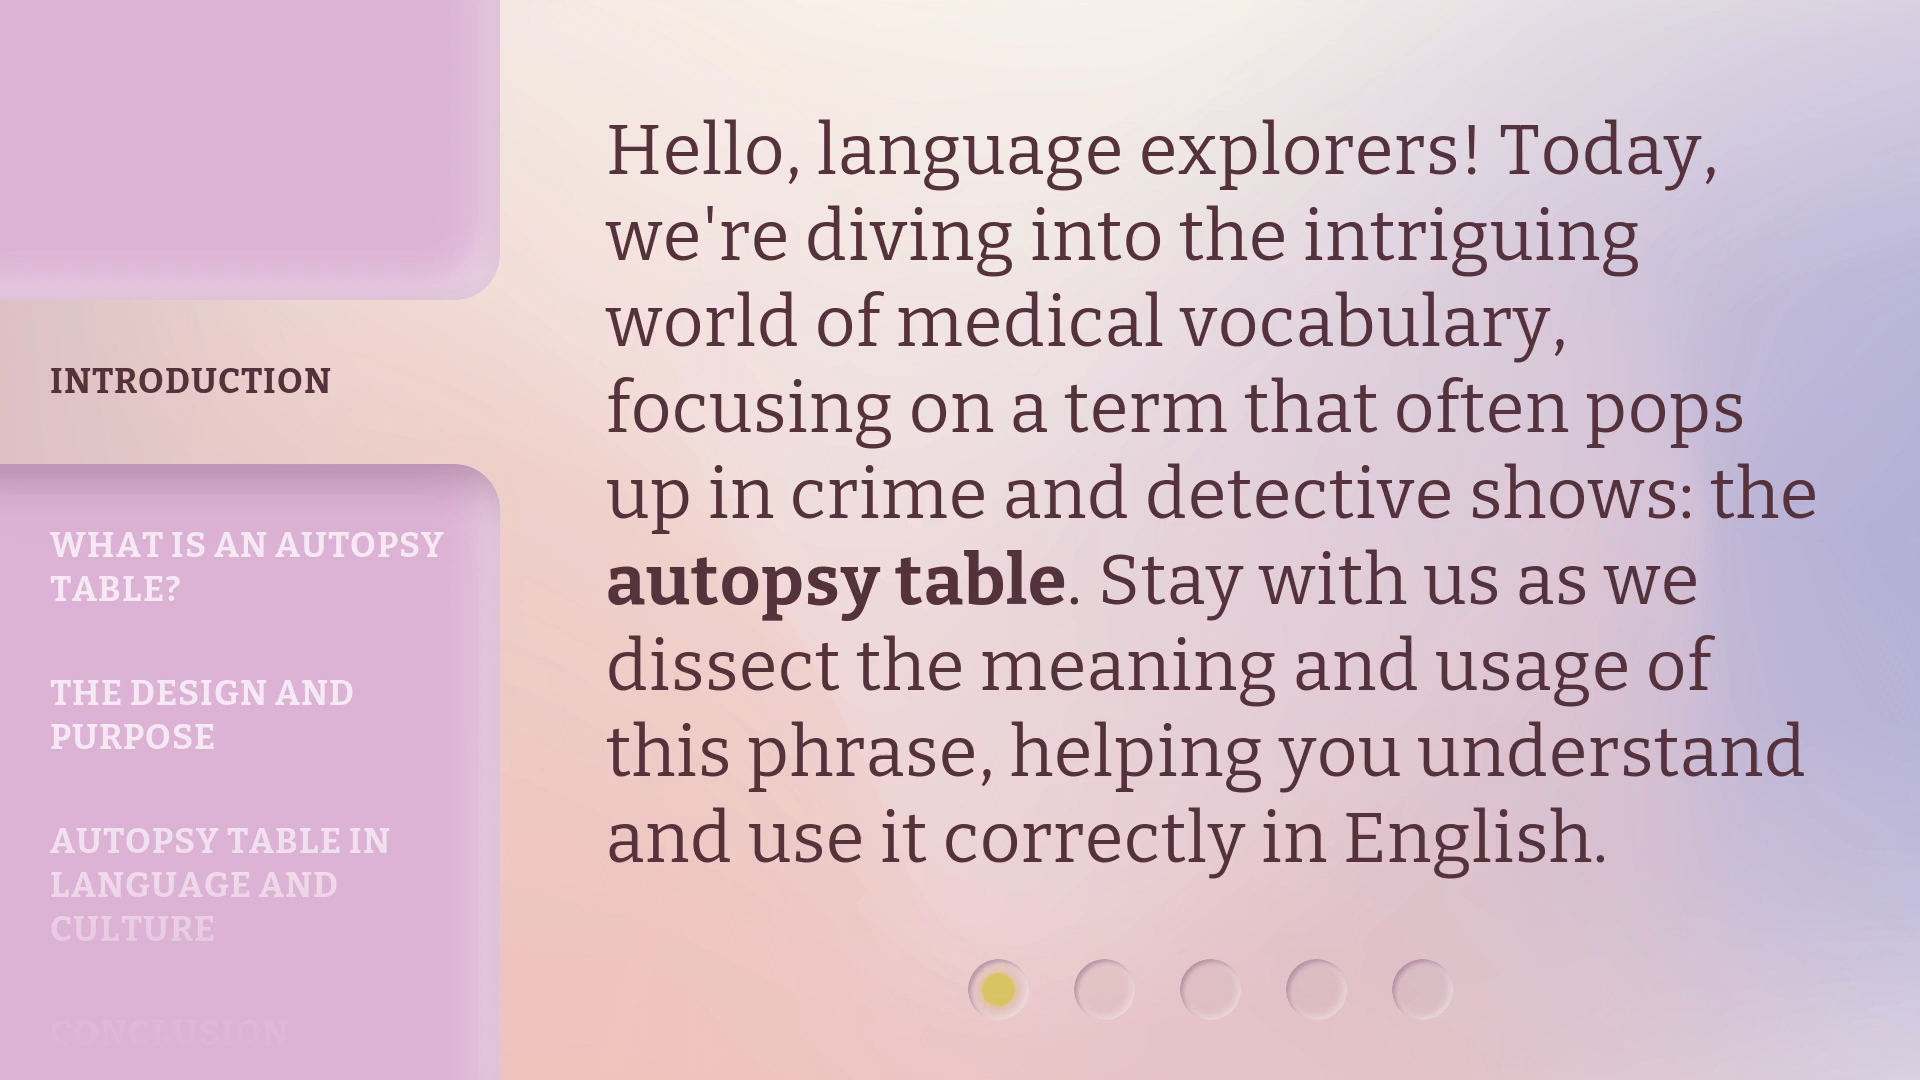 INTRODUCTION
WHAT IS AN AUTOPSY
TABLE?
THE DESIGN AND
PURPOSE
AUTOPSY TABLE IN
LANGUAGE AND
CULTURE
CONCLUSION
Hello, language explorers! Today,
we're diving into the intriguing
world of medical vocabulary,
focusing on a term that often pops
up in crime and detective shows: the
autopsy table. Stay with us as we
dissect the meaning and usage of
this phrase, helping you understand
and use it correctly in English.